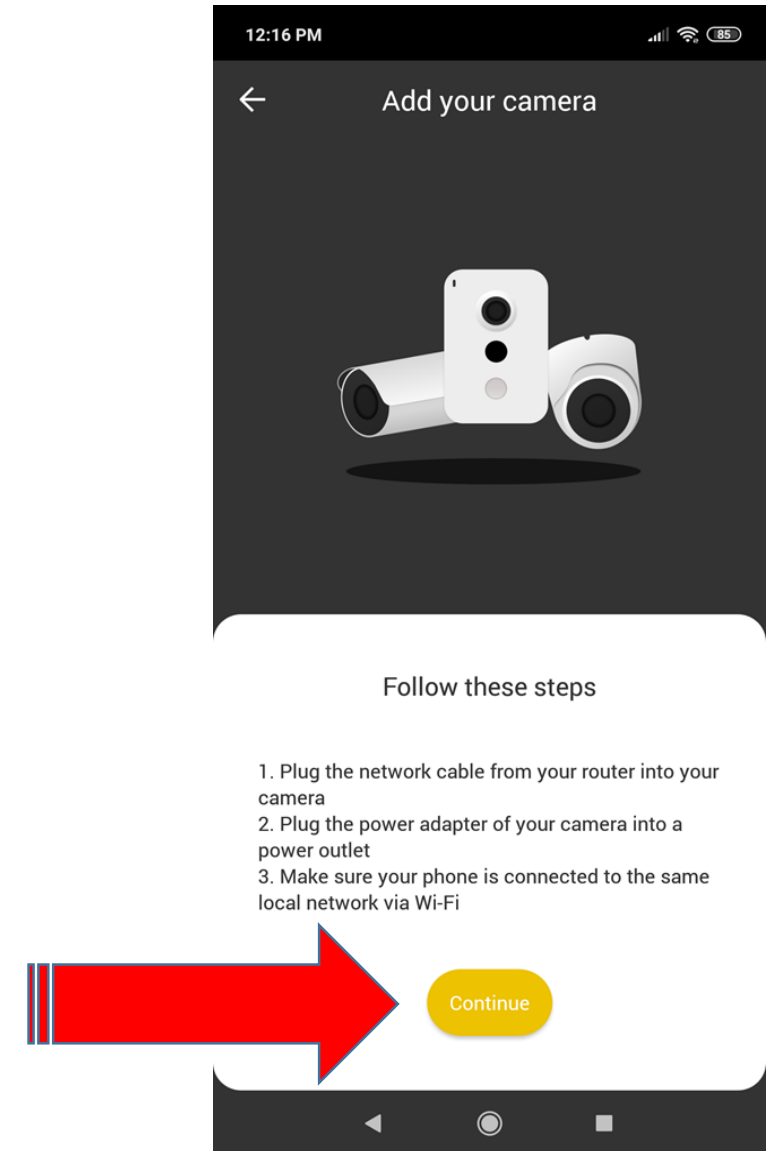 12:16 PM
85
Add your camera
Follow these steps
1. Plug the network cable from your router into your
camera
2. Plug the power adapter of your camera into a
power outlet
3. Make sure your phone is connected to the same
local network via Wi-Fi
Continue